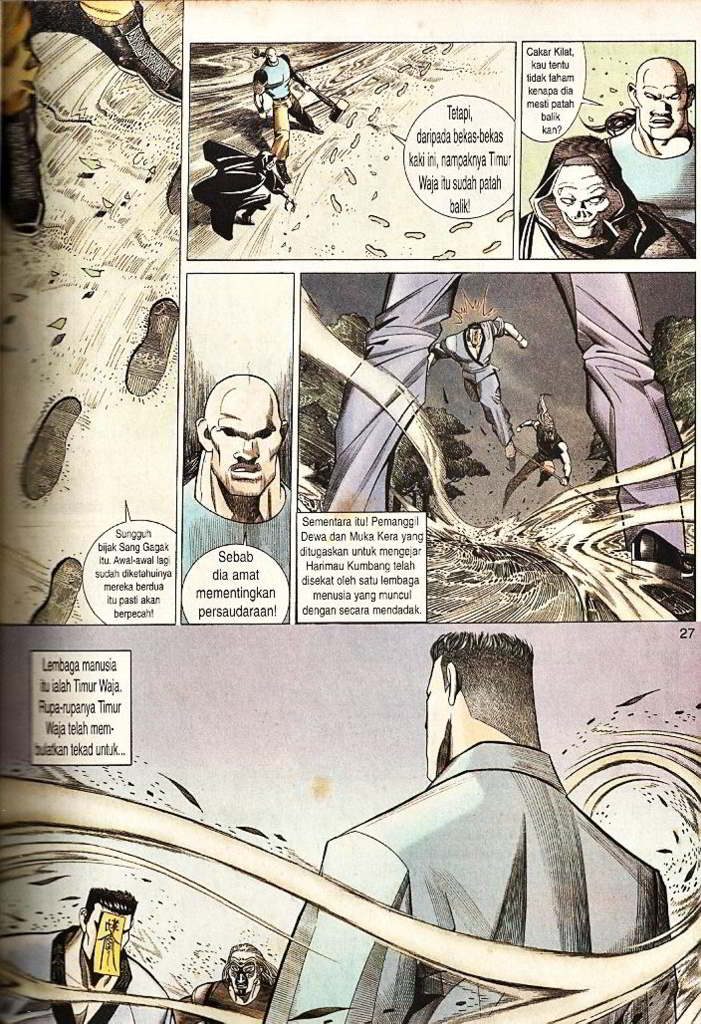 Sungguh
bijak Sang Gagak
itu. Awal-awal lagi
sudah diketahuinya
mereka berdua
itu pasti akan
berpecah!
Tetapi,
daripada bekas-bekas
kaki ini, nampaknya Timur
Waja itu sudah patah
balik!
Cakar Kilat,
kau tentu
tidak faham
kenapa dia
mesti patah
balik
kan?
Sebab
dia amat
mementingkan
persaudaraan!
Sementara itu! Pemanggil
Dewa dan Muka Kera yang
ditugaskan untuk mengejar
Harimau Kumbang telah
disekat oleh satu lembaga
menusia yang muncul
dengan secara mendadak.
27
Lembaga manusia
itu ialah Timur Waja.
Rupa-rupanya Timur
Waja telah mem-
bulatkan tekad untuk...